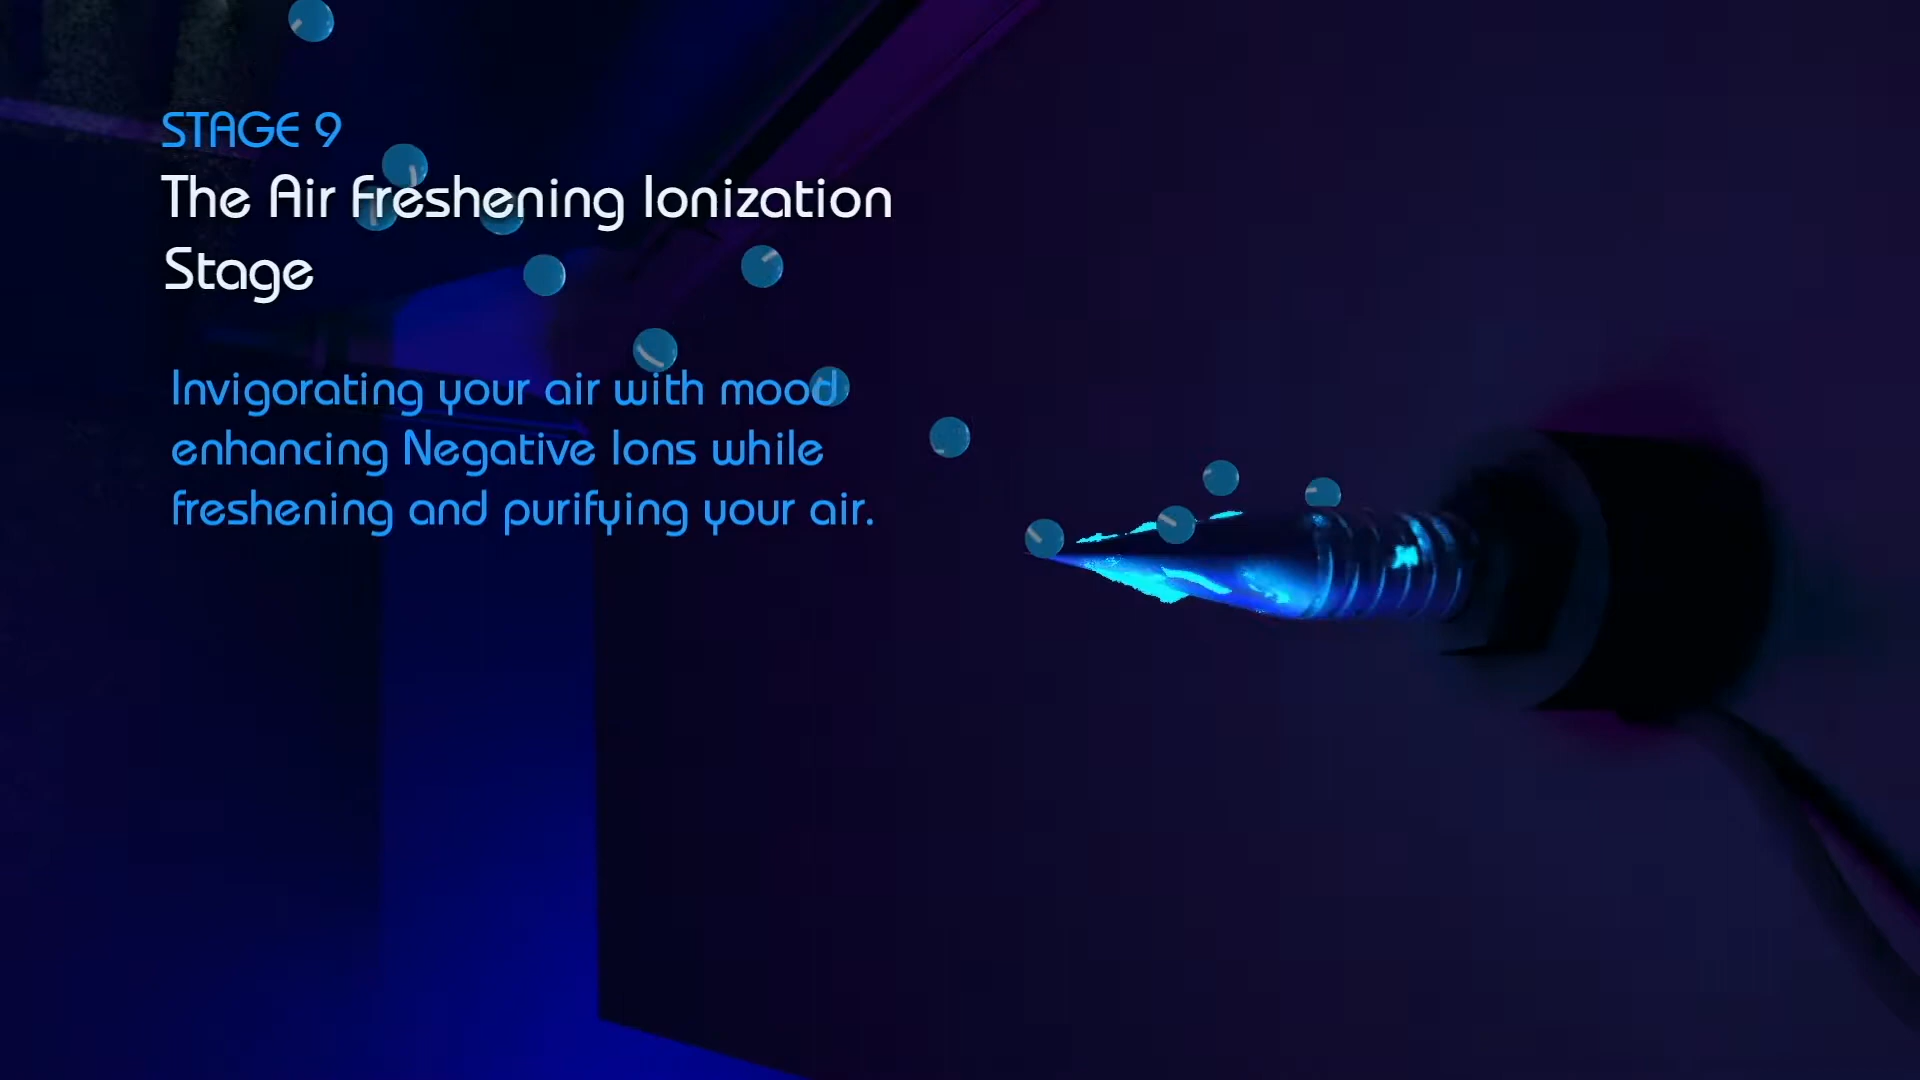 STAGE 9
The Air Freshening Ionization
Stage
Invigorating your air with mood
enhancing Negative Ions while
freshening and purifying your air.